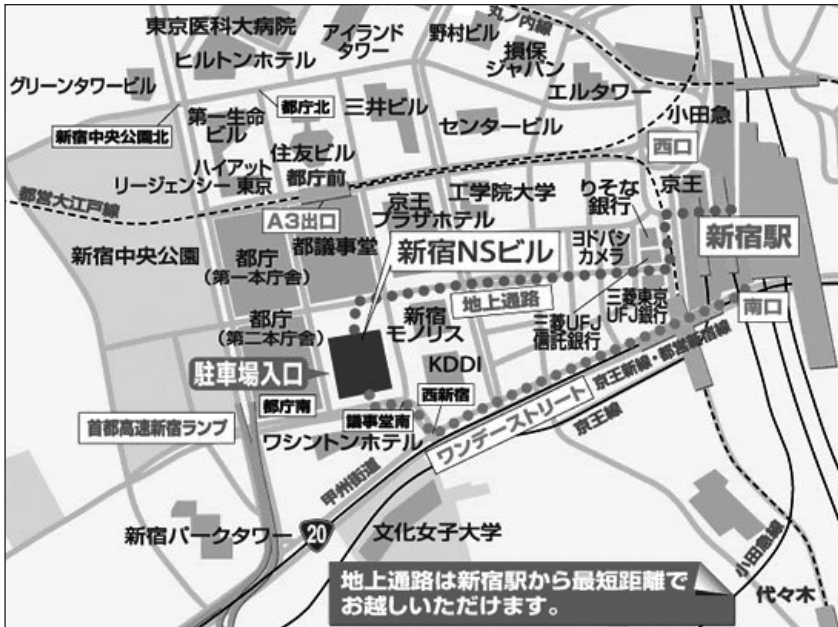 丸ノ内線
東京医科大病院
アイランド
タワー
野村ビル
損保
ジャパン
ヒルトンホテル
グリーンタワービル
エルタワー
都庁北
三井ビル
小田急
第一生命
ビル
センタービル
新宿中央公園北
住友ビル
西口
ハイアット
リージェンシー 東京
都庁前
京王
プラザホテル
工学院大学
りそな
銀行
京王
都営大江戸線
A3出口
新宿駅
新宿中央公園
都庁
(第一本庁舎)
都議事堂
新宿NSビル
ヨドバシ
カメラ
地上通路
三菱東京
UFJ銀行
南口
都庁
(第二本庁舎)
新宿
モノリス
三菱UFJ
信託銀行
KDDI
京王新線・都営新宿線
駐車場入口
都庁南
西新宿
議事堂南
ワンデーストリート
京王線
首都高速新宿ランプ
ワシントンホテル
甲州街道
新宿パークタワー
20
文化女子大学
小田急線
代々木
地上通路は新宿駅から最短距離で
お越しいただけます。